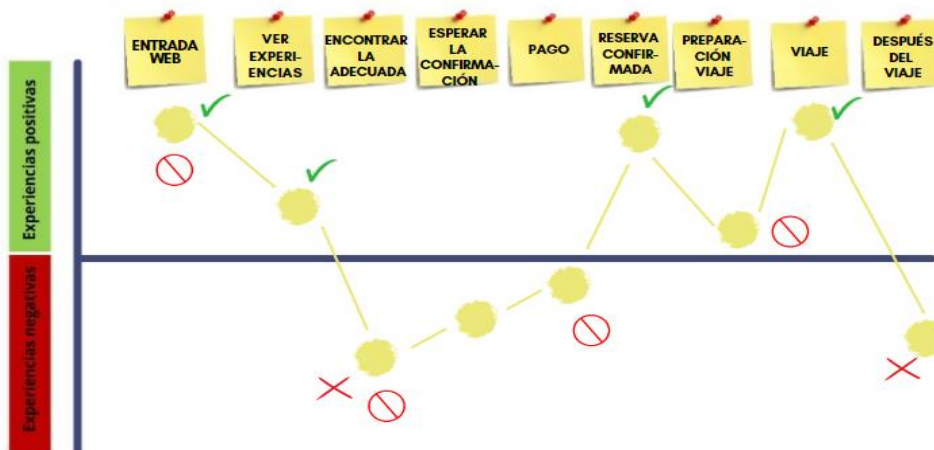 ENTRADA
WEB
VER
EXPERI-
ENCIAS
ENCONTRAR
LA
ADECUADA
ESPERAR
LA
CONFIRMA-
CIÓN
PAGO
RESERVA
CONFIR-
MADA
PREPARA-
CIÓN
VIAJE
VIAJE
DESPUÉS
DEL
VIAJE
Experiencias positivas
Experiencias negativas